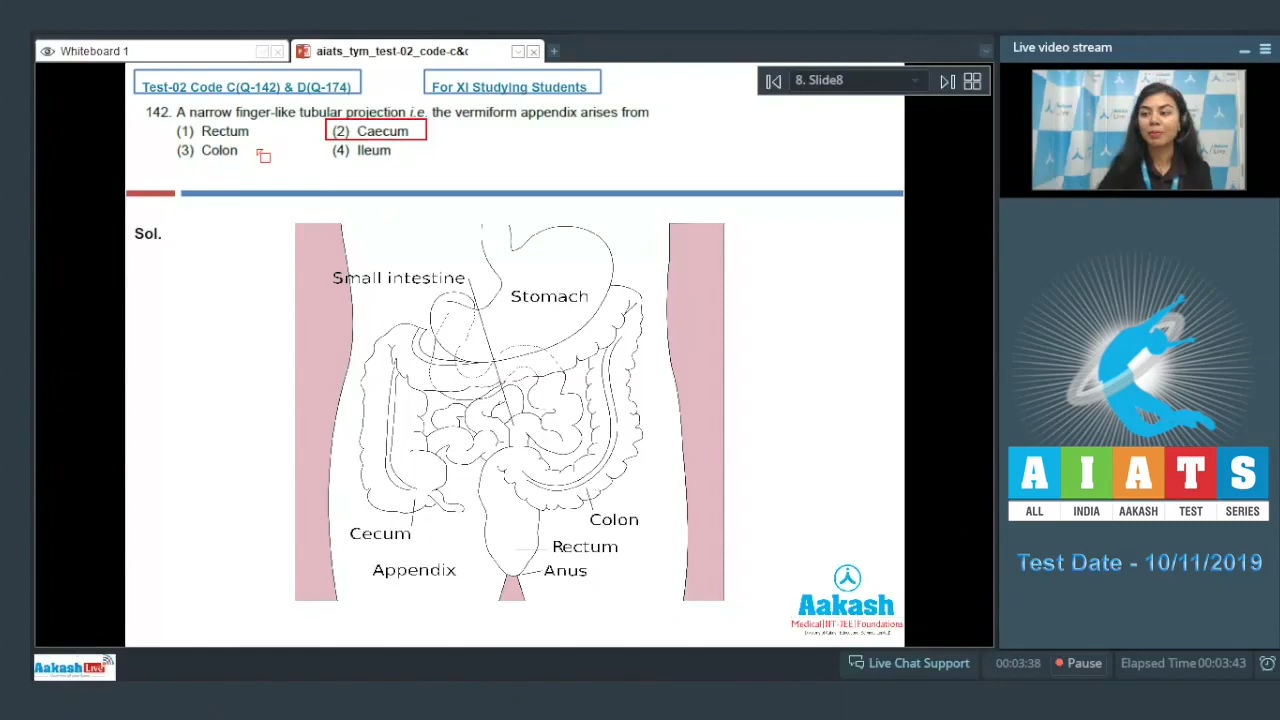 Whiteboard 1
aiats_tym_test-02_code-c&c
Live video stream
Test-02 Code C(Q-142) & D(Q-174)
For XI Studying Students
8. Slide8
142. A narrow finger-like tubular projection i.e. the vermiform appendix arises from
(1) Rectum
(2) Caecum
(3) Colon
(4) Ileum
Sol.
Small intestine
Stomach
Cecum
Colon
Rectum
Appendix
Anus
Aakash
Medical|IIT-JEE|Foundations
A I A T S
ALL INDIA AAKASH TEST SERIES
Test Date - 10/11/2019
Aakash Live
Live Chat Support
00:03:38
Pause
Elapsed Time 00:03:43